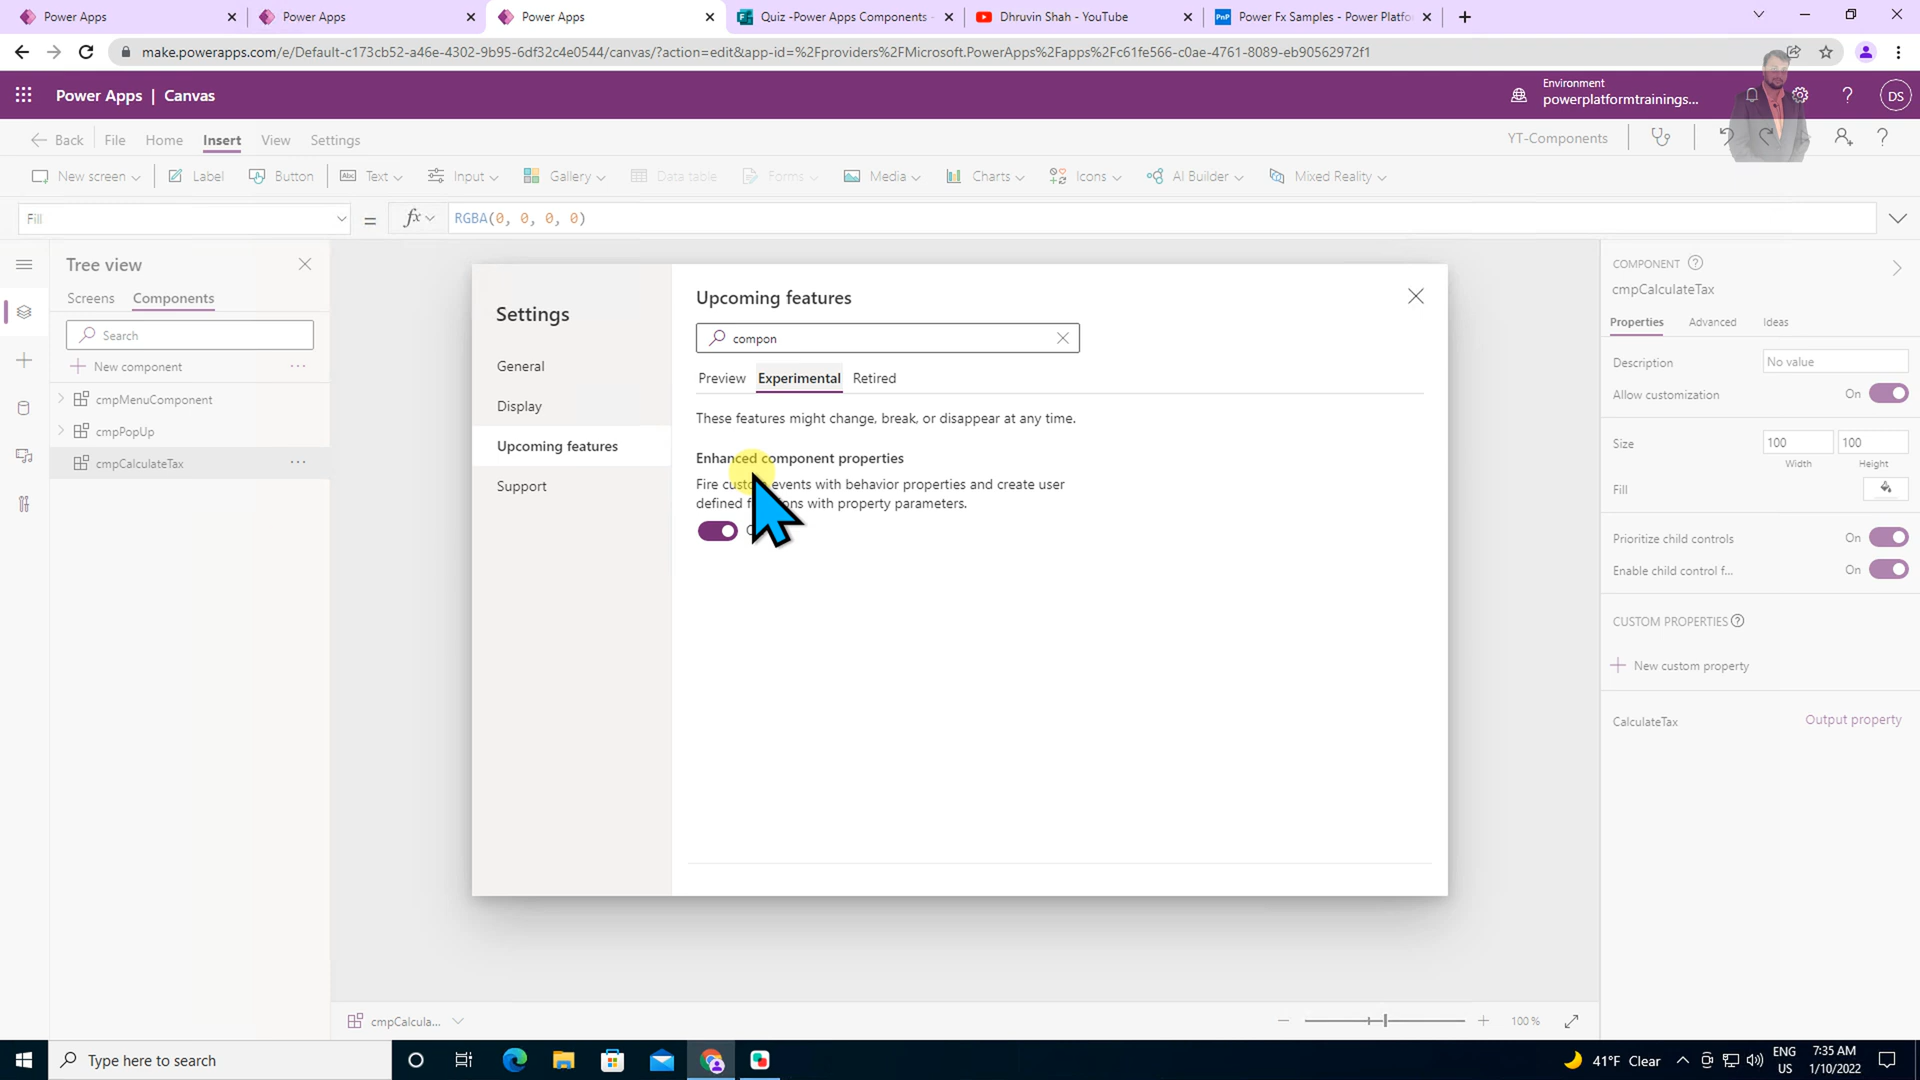 Power Apps
Power Apps
Power Apps
Quiz -Power Apps Components -
Dhruvin Shah - YouTube
Power Fx Samples - Power Platfo
make.powerapps.com/e/Default-c173cb52-a46e-4302-9b95-6df32c4e0544/canvas/?action=edit&app-id=%2Fproviders%2FMicrosoft.PowerApps%2Fapps%2Fc61fe566-c0ae-4761-8089-eb90562972f1
Power Apps | Canvas
Environment
powerplatformtrainings...
DS
Back File Home Insert View Settings
YT-Components
New screen Label Button Text Input Gallery Data table Forms Media Charts Icons AI Builder Mixed Reality
Fill = fx RGBA(0, 0, 0, 0)
Tree view
Screens Components
Search
New component ...
cmpMenuComponent
cmpPopUp
cmpCalculateTax ...
Settings
General
Display
Upcoming features
Support
Upcoming features
compon
Preview Experimental Retired
These features might change, break, or disappear at any time.
Enhanced component properties
Fire events with behavior properties and create user
defined with property parameters.
COMPONENT
cmpCalculateTax
Properties Advanced Ideas
Description No value
Allow customization On
Size 100 100
Width Height
Fill
Prioritize child controls On
Enable child control f... On
CUSTOM PROPERTIES
New custom property
CalculateTax Output property
cmpCalcula...
100 %
Type here to search
41°F Clear
ENG
US
7:35 AM
1/10/2022